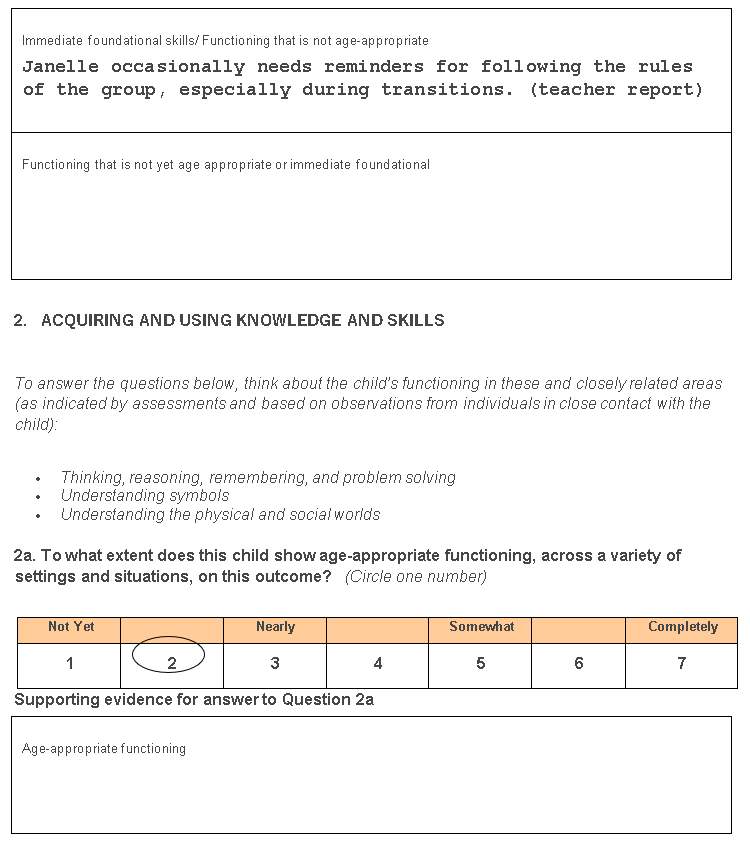 Immediate foundational skills/ Functioning that is not age-appropriate
Janelle occasionally needs reminders for following the rules
of the group, especially during transitions. (teacher report)
Functioning that is not yet age appropriate or immediate foundational
2. ACQUIRING AND USING KNOWLEDGE AND SKILLS
To answer the questions below, think about the child's functioning in these and closely related areas
(as indicated by assessments and based on observations from individuals in close contact with the
child):
• Thinking, reasoning, remembering, and problem solving
• Understanding symbols
• Understanding the physical and social worlds
2a. To what extent does this child show age-appropriate functioning, across a variety of
settings and situations, on this outcome? (Circle one number)
Not Yet Nearly Somewhat Completely
1 2 3 4 5 6 7
Supporting evidence for answer to Question 2a
Age-appropriate functioning